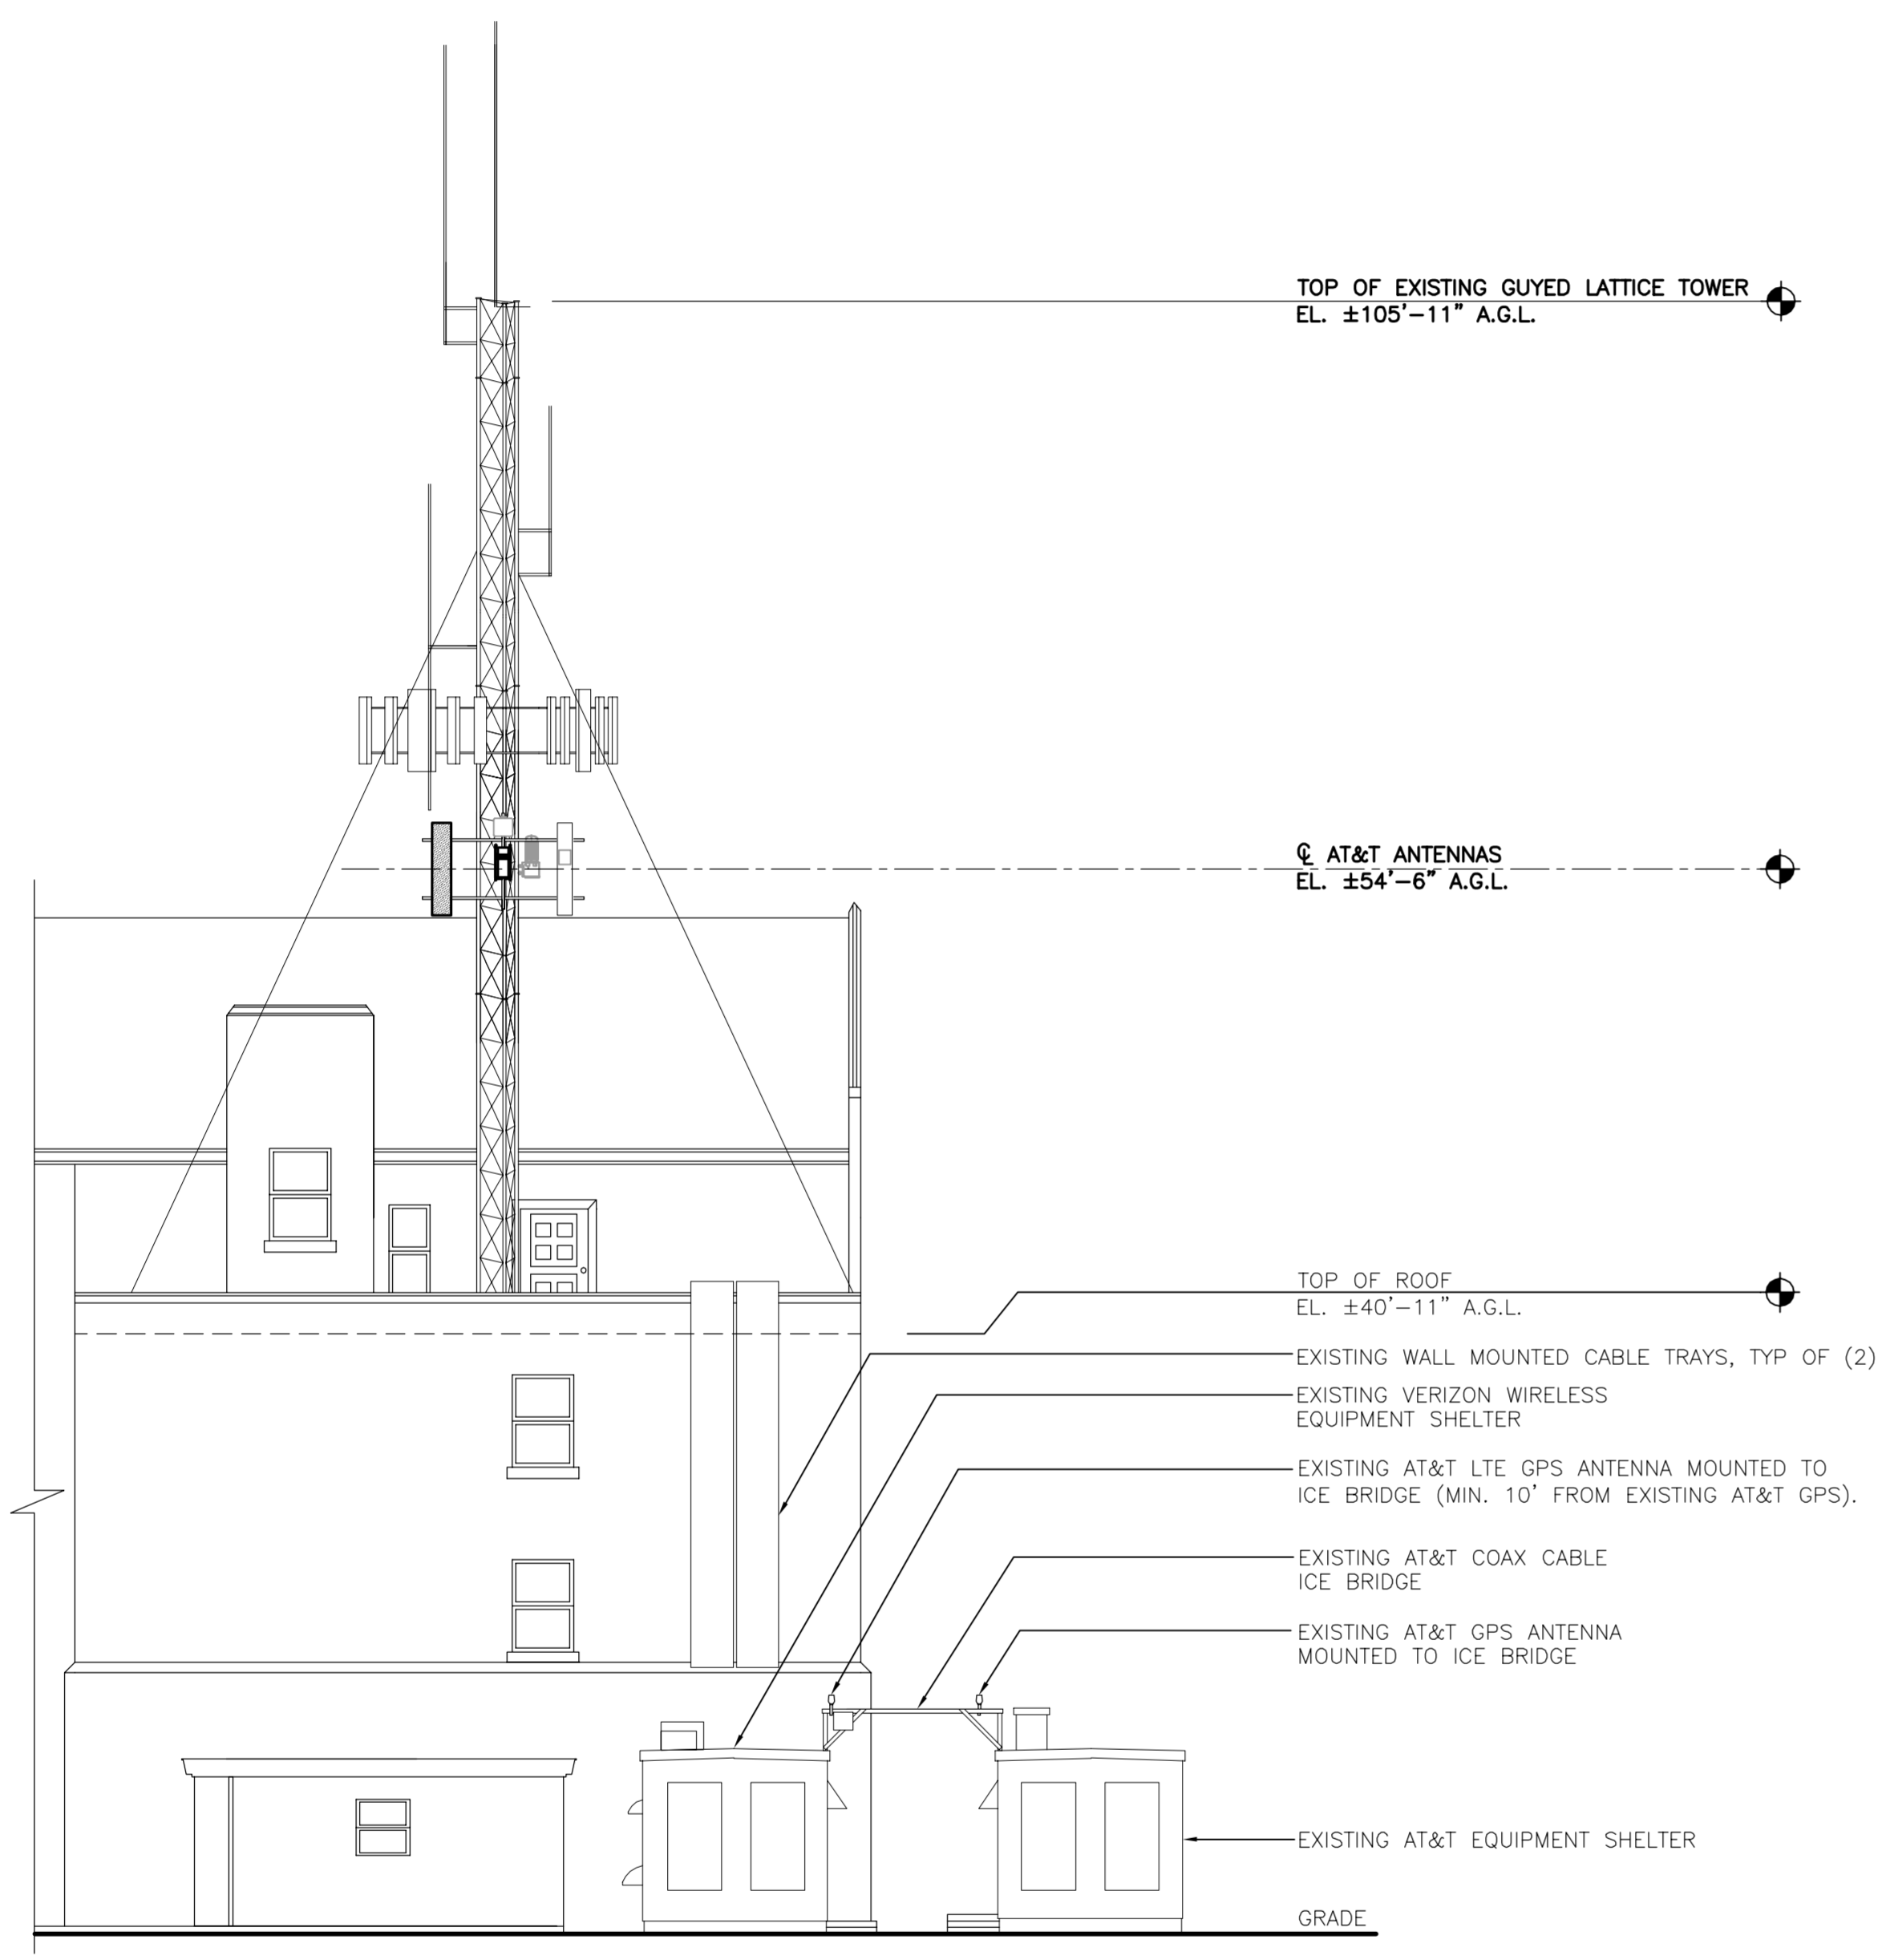 TOP OF EXISTING GUYED LATTICE TOWER
EL. ±105'-11" A.G.L.
℄ AT&T ANTENNAS
EL. ±54'-6" A.G.L.
TOP OF ROOF
EL. ±40'-11" A.G.L.
EXISTING WALL MOUNTED CABLE TRAYS, TYP OF (2)
EXISTING VERIZON WIRELESS
EQUIPMENT SHELTER
EXISTING AT&T LTE GPS ANTENNA MOUNTED TO
ICE BRIDGE (MIN. 10' FROM EXISTING AT&T GPS).
EXISTING AT&T COAX CABLE
ICE BRIDGE
EXISTING AT&T GPS ANTENNA
MOUNTED TO ICE BRIDGE
EXISTING AT&T EQUIPMENT SHELTER
GRADE